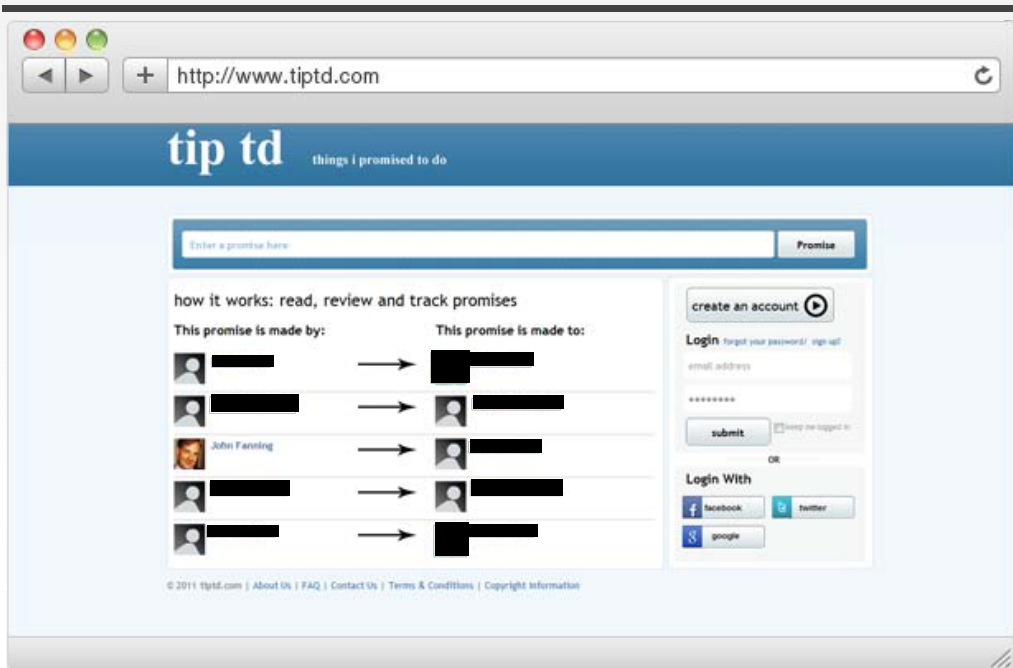 http://www.tiptd.com
tip td things i promised to do
Enter a promise here Promise
how it works: read, review and track promises
This promise is made by: This promise is made to:
John Fanning
create an account
Login forgot your password? sign up!
email address
********
submit keep me logged in
OR
Login With
facebook twitter
google
© 2011 tiptd.com | About Us | FAQ | Contact Us | Terms & Conditions | Copyright Information